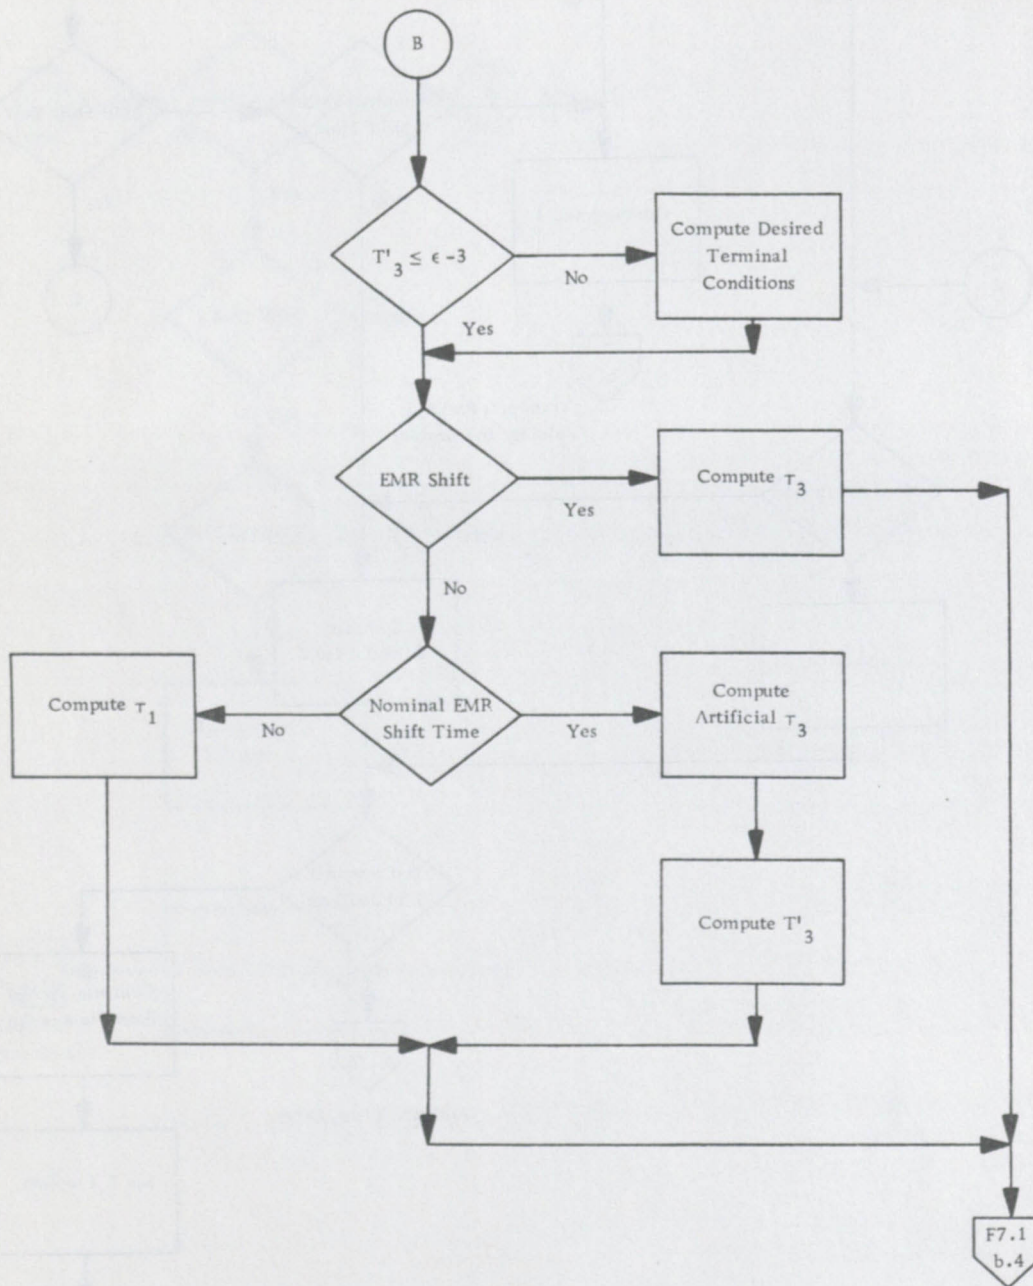 B
T'3 ≤ ϵ -3
No
Compute Desired
Terminal
Conditions
Yes
EMR Shift
Yes
Compute τ3
No
Compute τ1
No
Nominal EMR
Shift Time
Yes
Compute
Artificial τ3
Compute T'3
F7.1
b.4